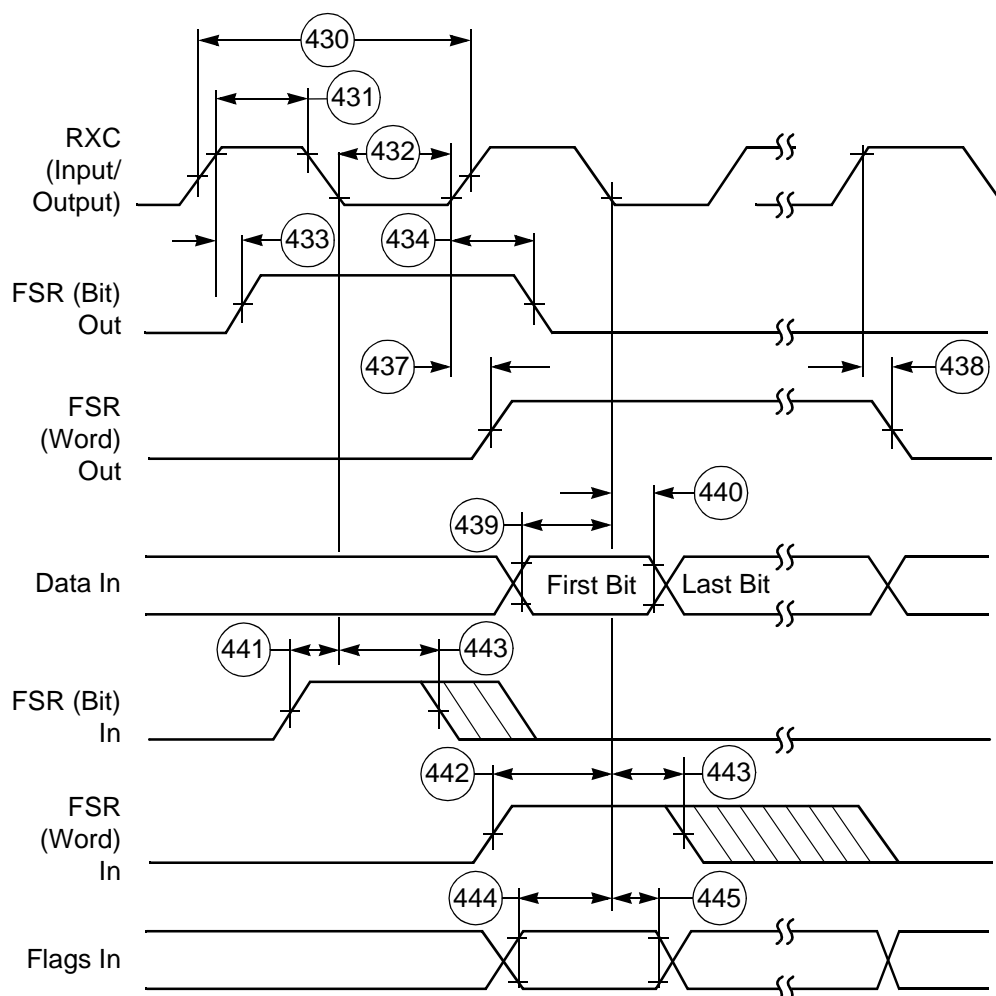 430
431
RXC
(Input/
Output)
432
433
434
FSR (Bit)
Out
437
438
FSR
(Word)
Out
440
439
Data In
First Bit
Last Bit
441
443
FSR (Bit)
In
442
443
FSR
(Word)
In
444
445
Flags In